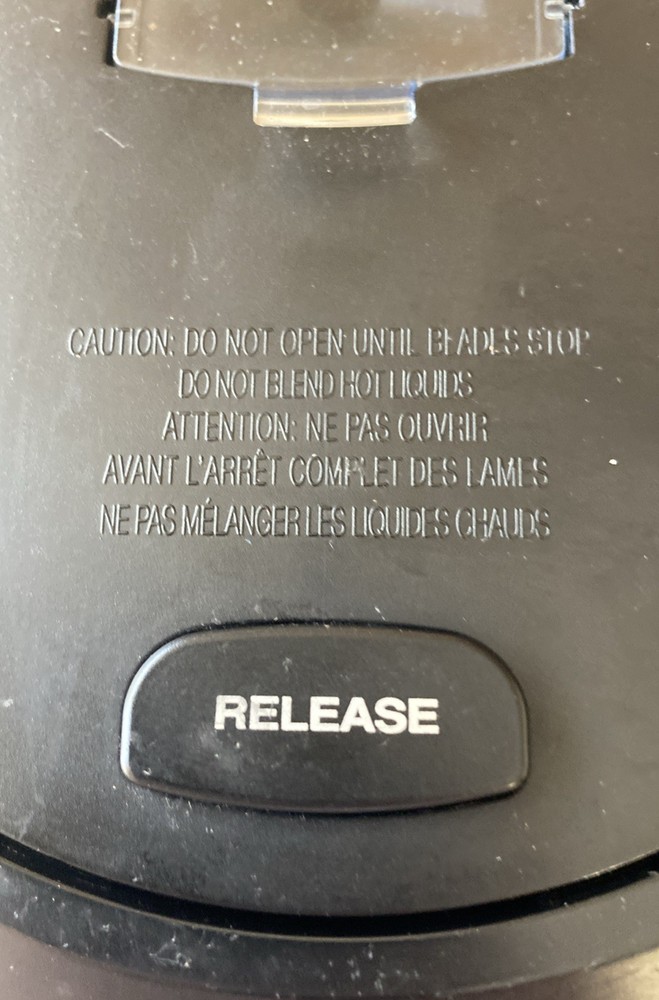 CAUTION: DO NOT OPEN UNTIL BLADES STOP
DO NOT BLEND HOT LIQUIDS
ATTENTION: NE PAS OUVRIR
AVANT L'ARRÊT COMPLET DES LAMES
NE PAS MÉLANGER LES LIQUIDES CHAUDS
RELEASE